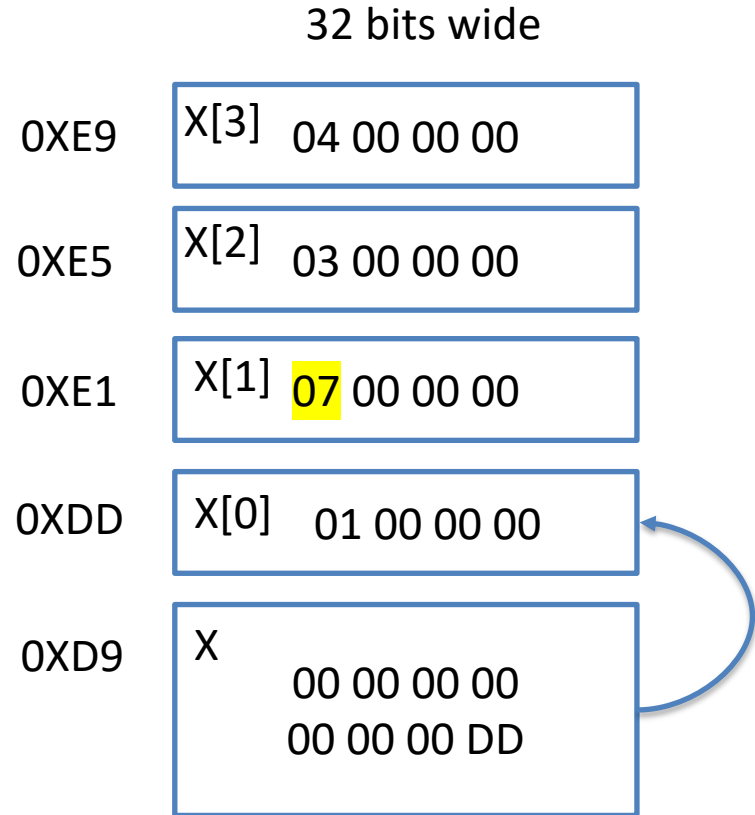 32 bits wide
0XE9 X[3] 04 00 00 00
0XE5 X[2] 03 00 00 00
0XE1 X[1] 07 00 00 00
0XDD X[0] 01 00 00 00
0XD9 X
00 00 00 00
00 00 00 DD